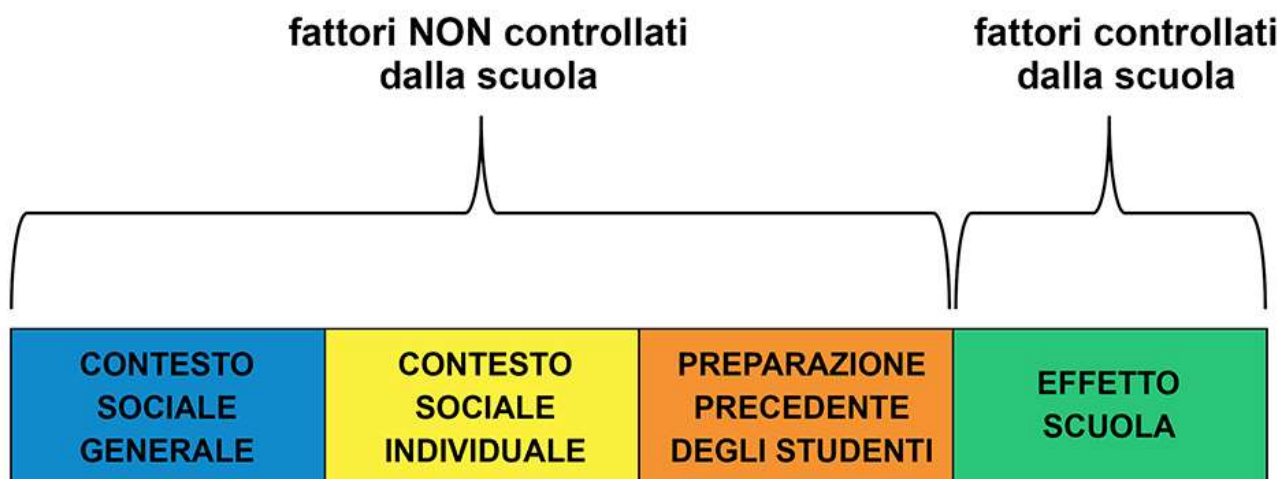 fattori NON controllati
dalla scuola
fattori controllati
dalla scuola
CONTESTO
SOCIALE
GENERALE
CONTESTO
SOCIALE
INDIVIDUALE
PREPARAZIONE
PRECEDENTE
DEGLI STUDENTI
EFFETTO
SCUOLA